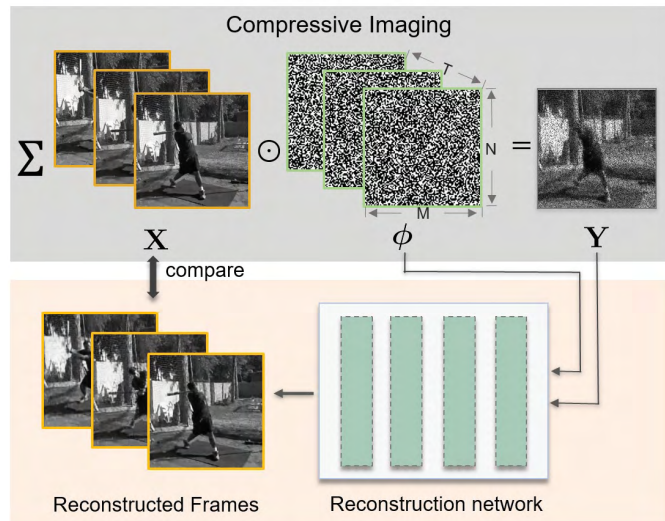 Compressive Imaging
Σ
⊙
T
N
M
=
X
ϕ
Y
compare
Reconstructed Frames
Reconstruction network